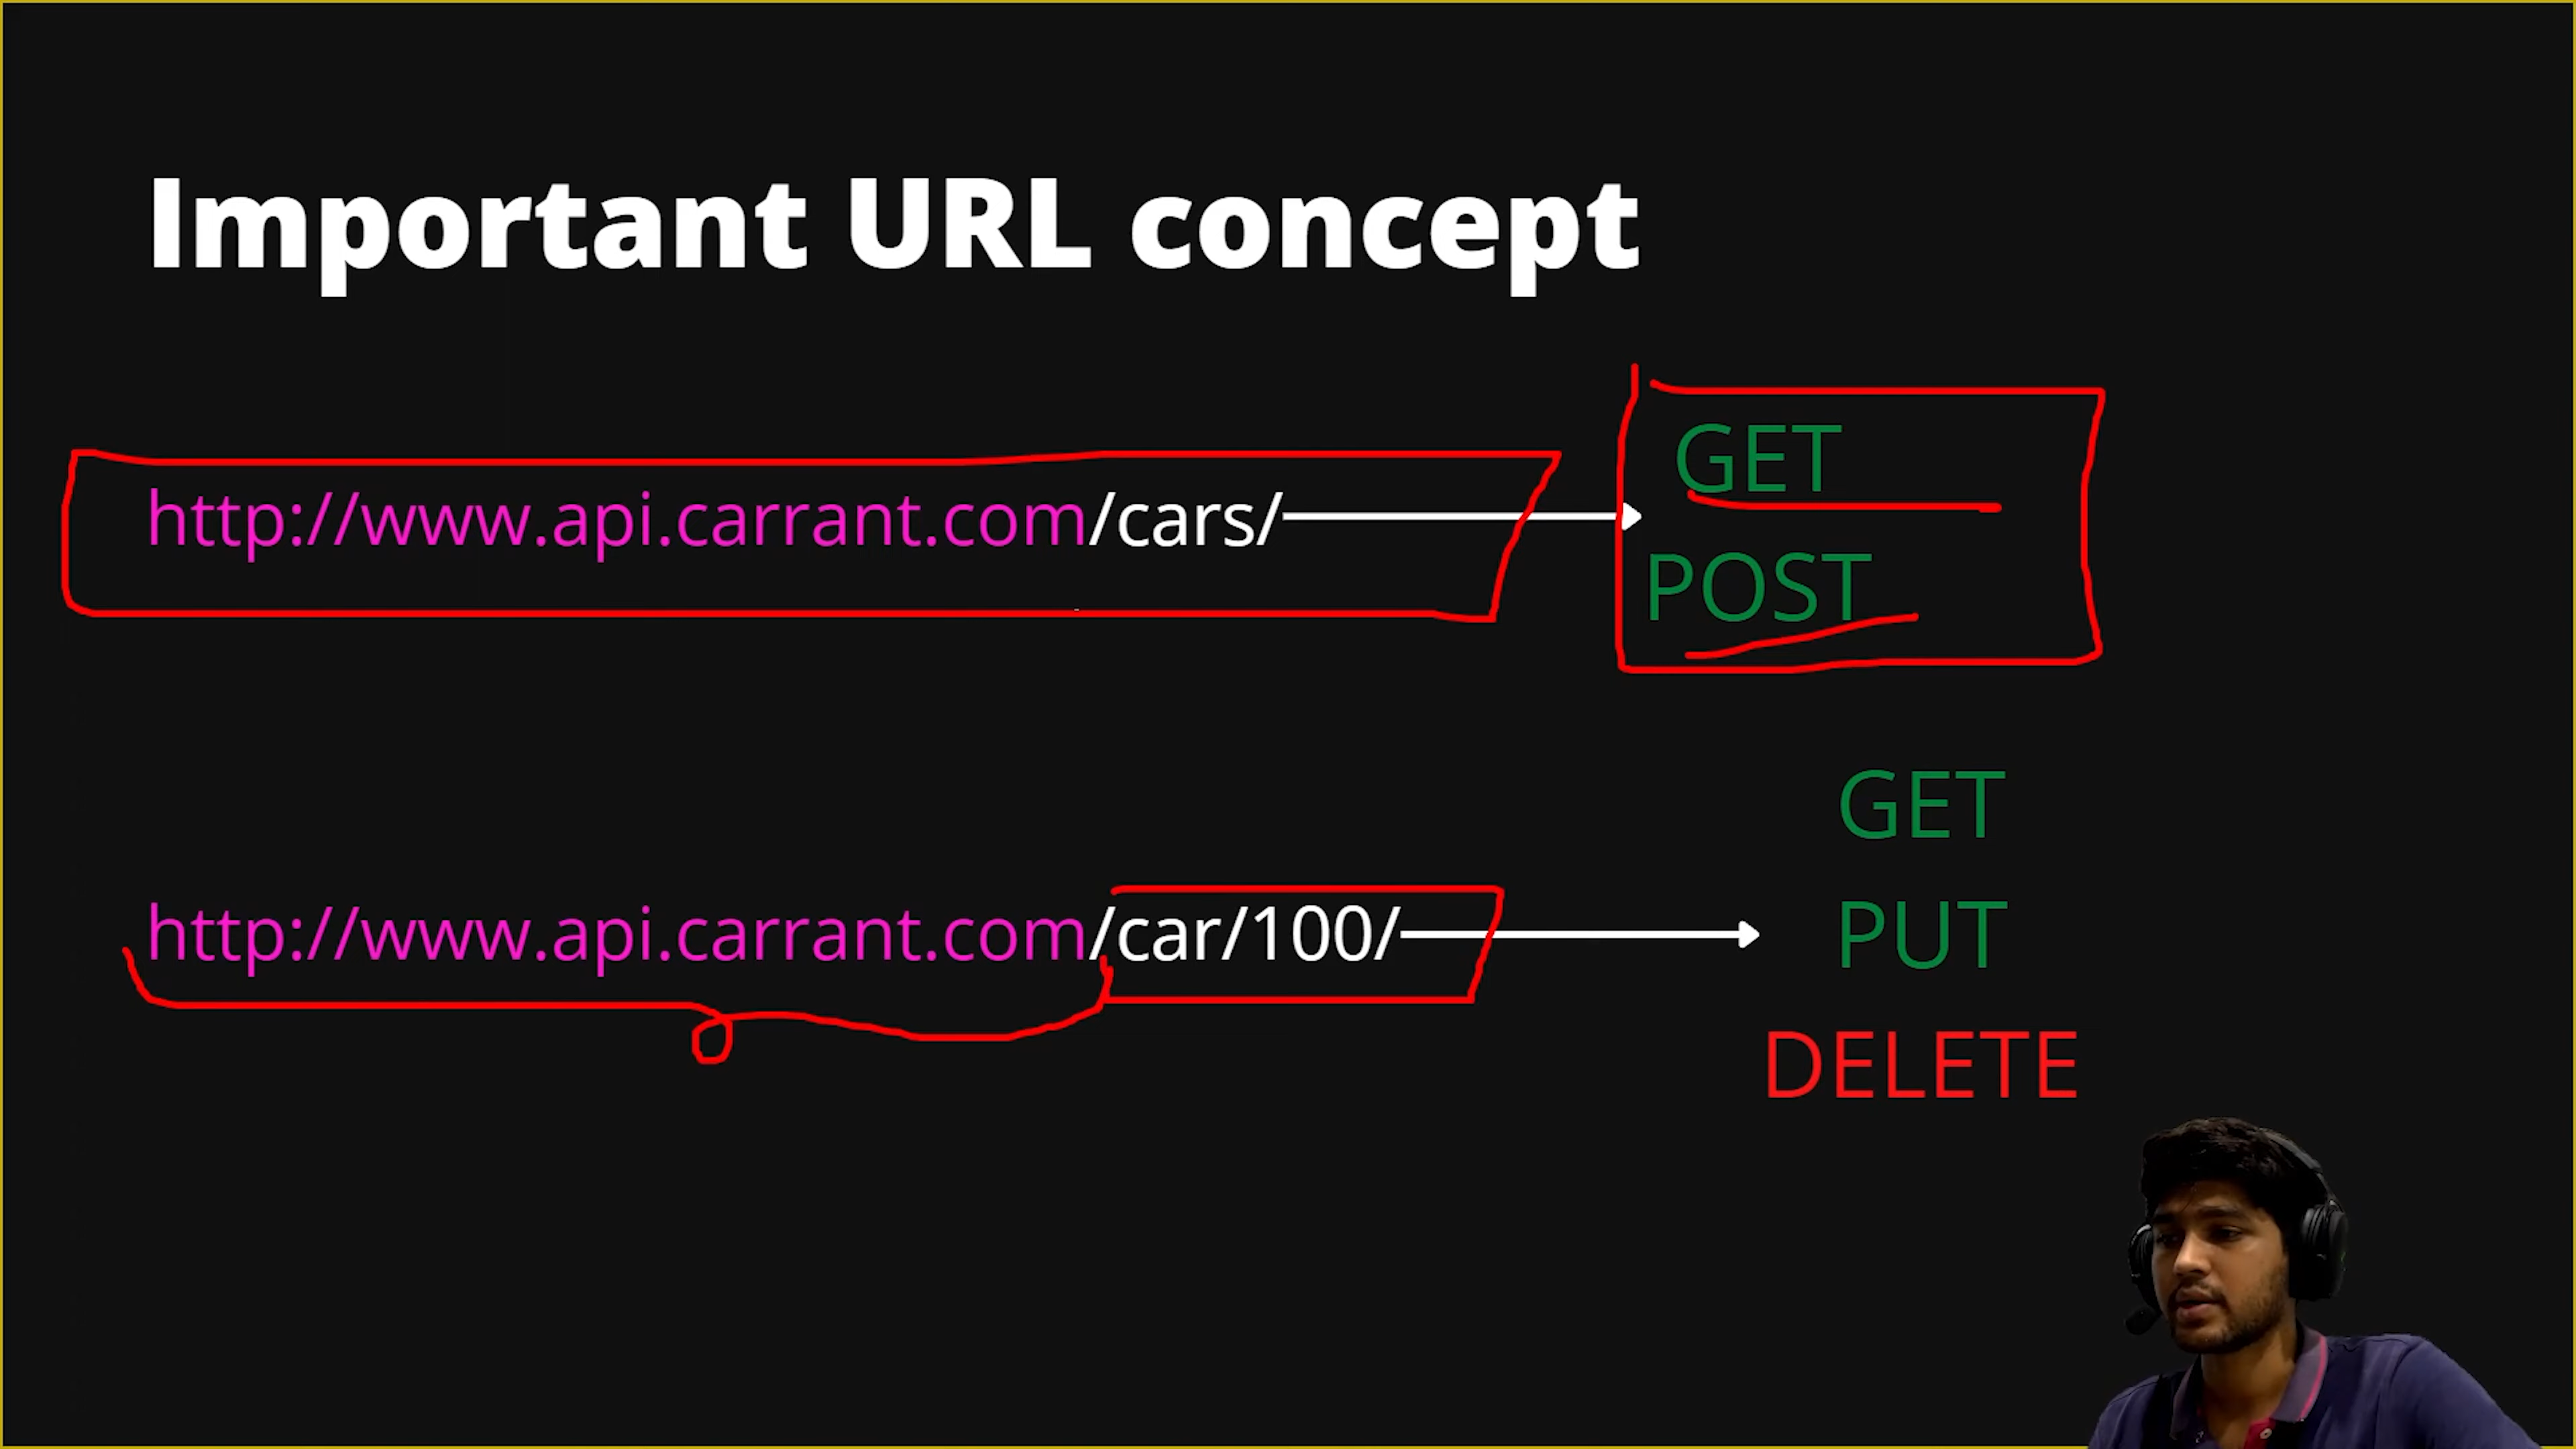 Important URL concept
GET
http://www.api.carrant.com/cars/
POST
GET
http://www.api.carrant.com/car/100/
PUT
DELETE